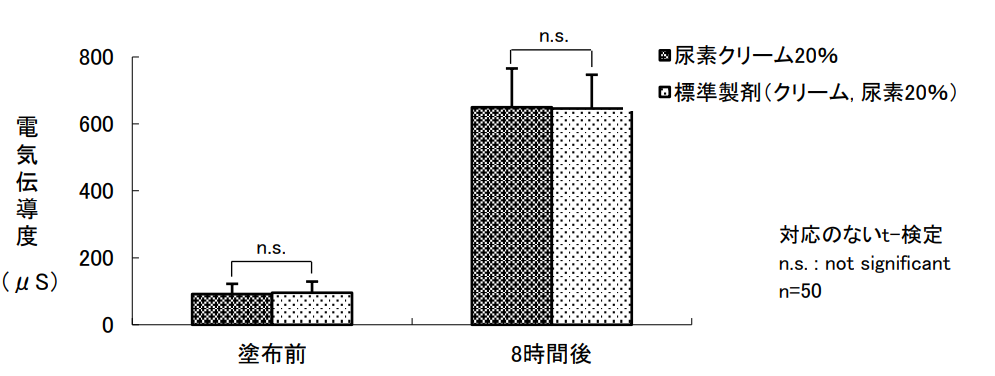 n.s.
尿素クリーム20%
標準製剤(クリーム, 尿素20%)
800
600
400
200
0
電気伝導度
(μS)
n.s.
対応のないt-検定
n.s. : not significant
n=50
塗布前
8時間後